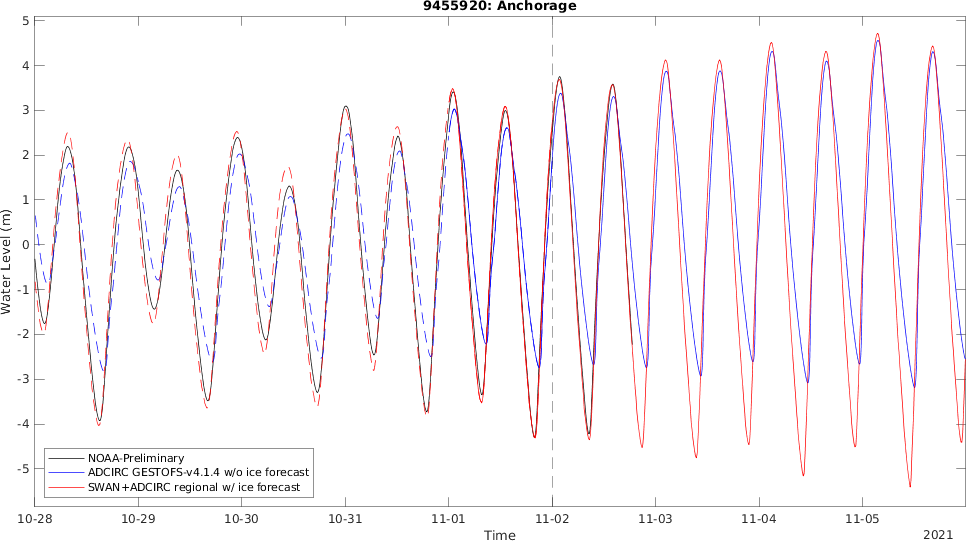 9455920: Anchorage
5
4
3
2
1
0
-1
-2
-3
-4
-5
Water Level (m)
NOAA-Preliminary
ADCIRC GESTOFS-v4.1.4 w/o ice forecast
SWAN+ADCIRC regional w/ ice forecast
10-28 10-29 10-30 10-31 11-01 11-02 11-03 11-04 11-05
Time
2021